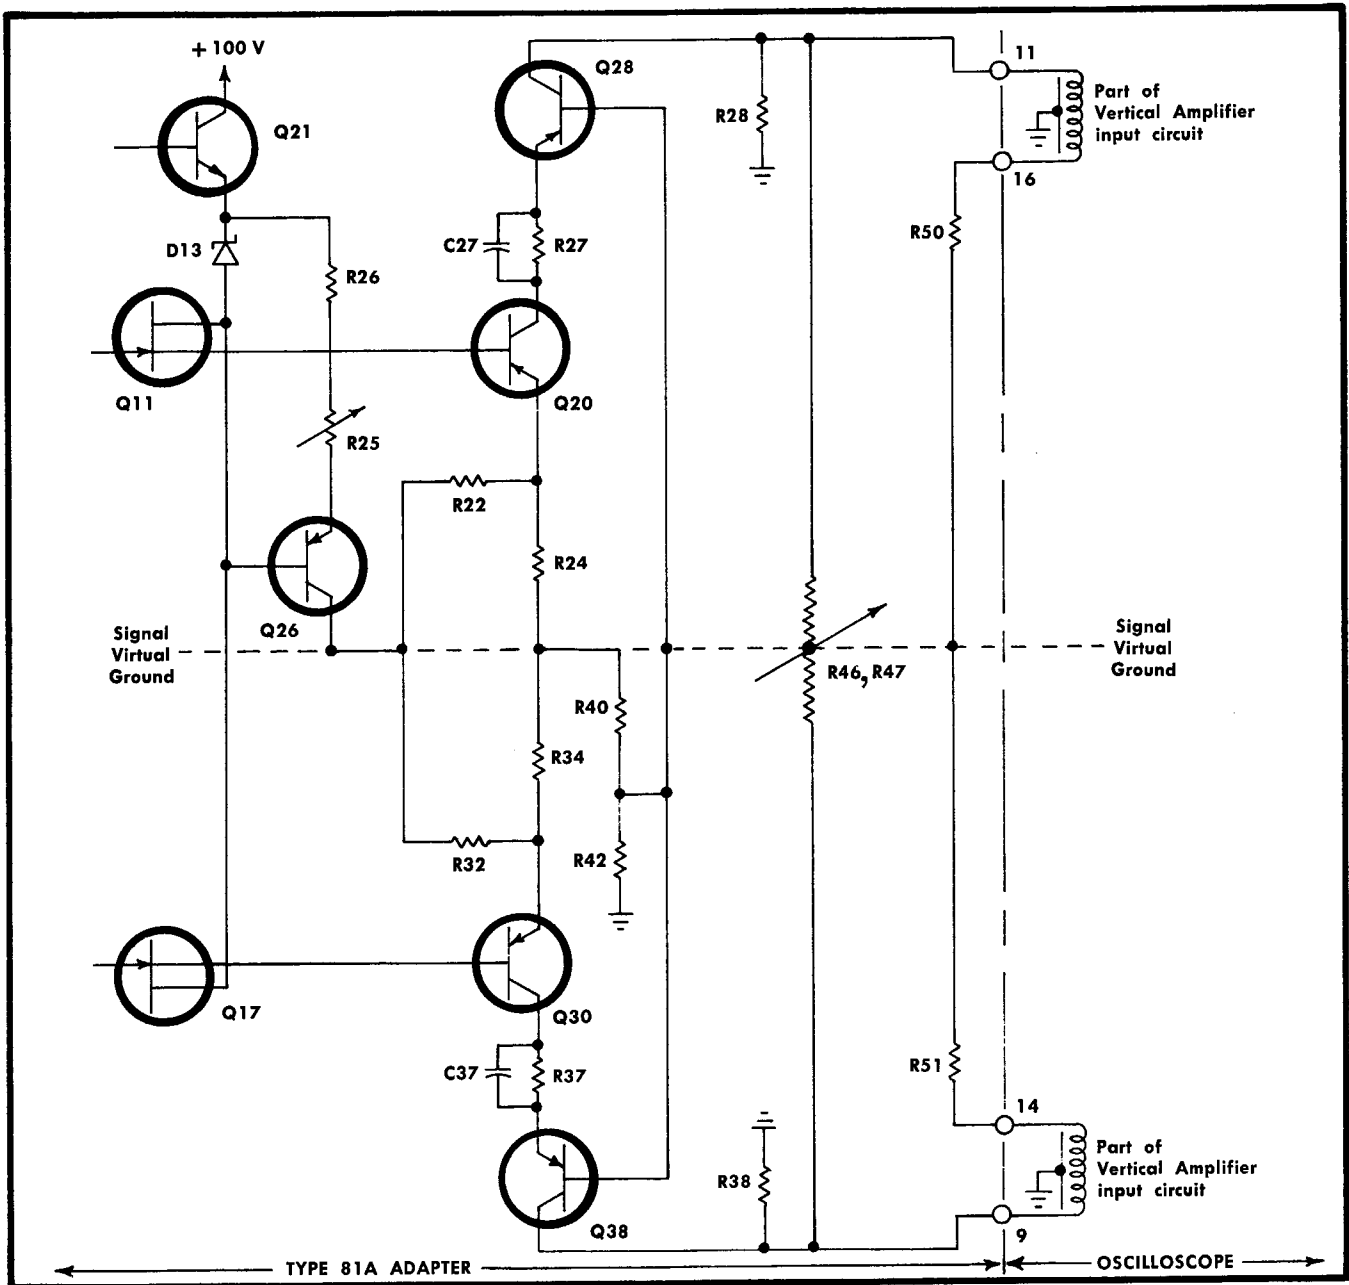 + 100 V
Q28
11
Part of
Vertical Amplifier
input circuit
Q21
R28
16
D13
C27
R27
R50
R26
Q11
Q20
R25
R22
R24
Q26
Signal
Virtual
Ground
Signal
Virtual
Ground
R46, R47
R40
R34
R32
R42
Q17
Q30
C37
R37
R51
14
Part of
Vertical Amplifier
input circuit
R38
Q38
9
TYPE 81A ADAPTER
OSCILLOSCOPE